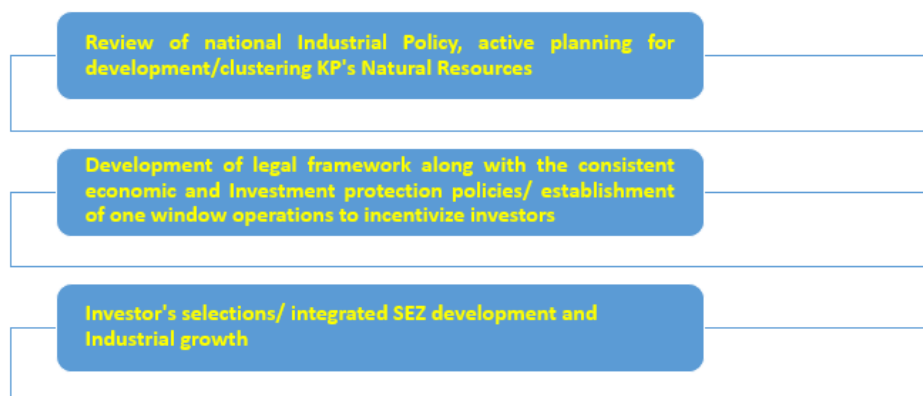 Review of national Industrial Policy, active planning for
development/clustering KP's Natural Resources
Development of legal framework along with the consistent
economic and Investment protection policies/ establishment
of one window operations to incentivize investors
Investor's selections/ integrated SEZ development and
Industrial growth